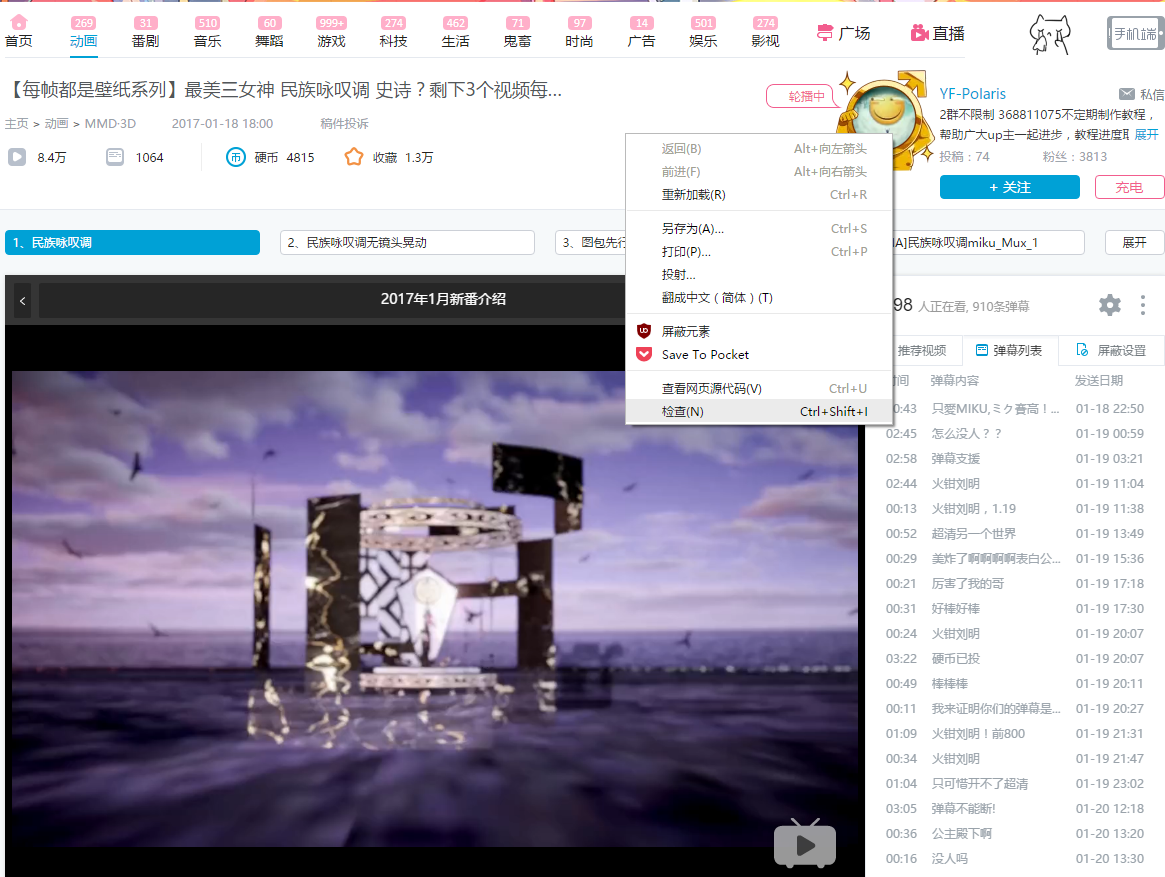 269 31 510 60 999+ 274 462 71 97 14 501 274
首页 动画 番剧 音乐 舞蹈 游戏 科技 生活 鬼畜 时尚 广告 娱乐 影视 广场 直播 手机端
【每帧都是壁纸系列】最美三女神 民族咏叹调 史诗？剩下3个视频每...
轮播中
YF-Polaris 私信
2群不限制 368811075不定期制作教程，
帮助广大up主一起进步，教程进度 展开
主页 > 动画 > MMD·3D 2017-01-18 18:00 稿件投诉
投稿：74 粉丝：3813
8.4万 1064 币 硬币 4815 收藏 1.3万
+ 关注 充电
返回(B) Alt+向左箭头
前进(F) Alt+向右箭头
重新加载(R) Ctrl+R
另存为(A)... Ctrl+S
打印(P)... Ctrl+P
投射...
翻成中文（简体）(T)
屏蔽元素
Save To Pocket
查看网页源代码(V) Ctrl+U
检查(N) Ctrl+Shift+I
1、民族咏叹调 2、民族咏叹调无镜头晃动 3、图包先行 A]民族咏叹调miku_Mux_1 展开
< 2017年1月新番介绍
98 人正在看, 910条弹幕
推荐视频 弹幕列表 屏蔽设置
间 弹幕内容 发送日期
0:43 只愛MIKU,ミク賽高！... 01-18 22:50
02:45 怎么没人？？ 01-19 00:59
02:58 弹幕支援 01-19 03:21
02:44 火钳刘明 01-19 11:04
00:13 火钳刘明，1.19 01-19 11:38
00:52 超清另一个世界 01-19 13:49
00:29 美炸了啊啊啊啊表白公... 01-19 15:36
00:21 厉害了我的哥 01-19 17:18
00:31 好棒好棒 01-19 17:30
00:24 火钳刘明 01-19 20:07
03:22 硬币已投 01-19 20:07
00:49 棒棒棒 01-19 20:11
00:11 我来证明你们的弹幕是... 01-19 20:27
01:09 火钳刘明！前800 01-19 21:31
00:34 火钳刘明 01-19 21:47
01:04 只可惜开不了超清 01-19 23:02
03:05 弹幕不能断! 01-20 12:18
00:36 公主殿下啊 01-20 13:20
00:16 没人吗 01-20 13:30